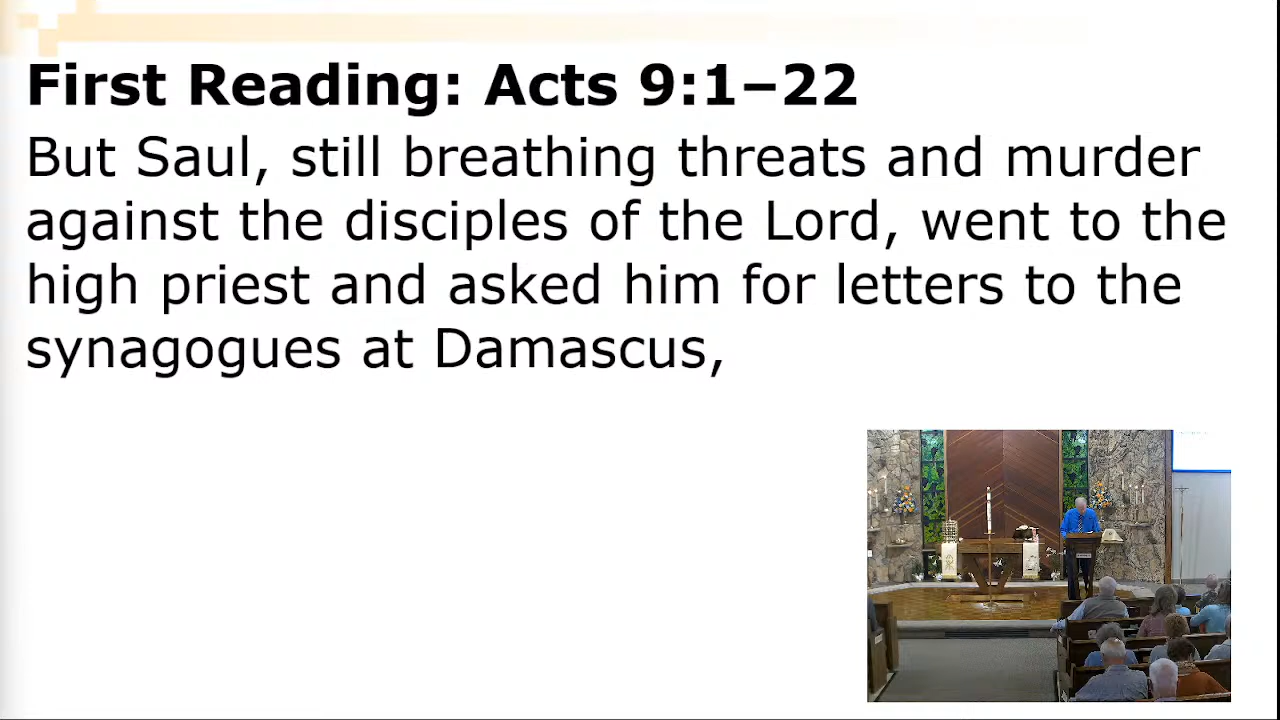 First Reading: Acts 9:1–22
But Saul, still breathing threats and murder
against the disciples of the Lord, went to the
high priest and asked him for letters to the
synagogues at Damascus,